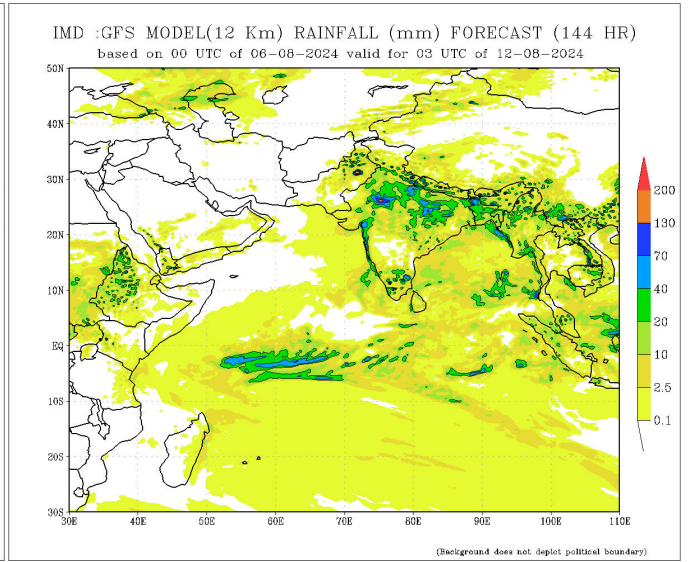 IMD :GFS MODEL(12 Km) RAINFALL (mm) FORECAST (144 HR)
based on 00 UTC of 06-08-2024 valid for 03 UTC of 12-08-2024
50N
40N
30N
20N
10N
EQ
10S
20S
30S
30E 40E 50E 60E 70E 80E 90E 100E 110E
200
130
70
40
20
10
2.5
0.1
(Background does not depict political boundary)